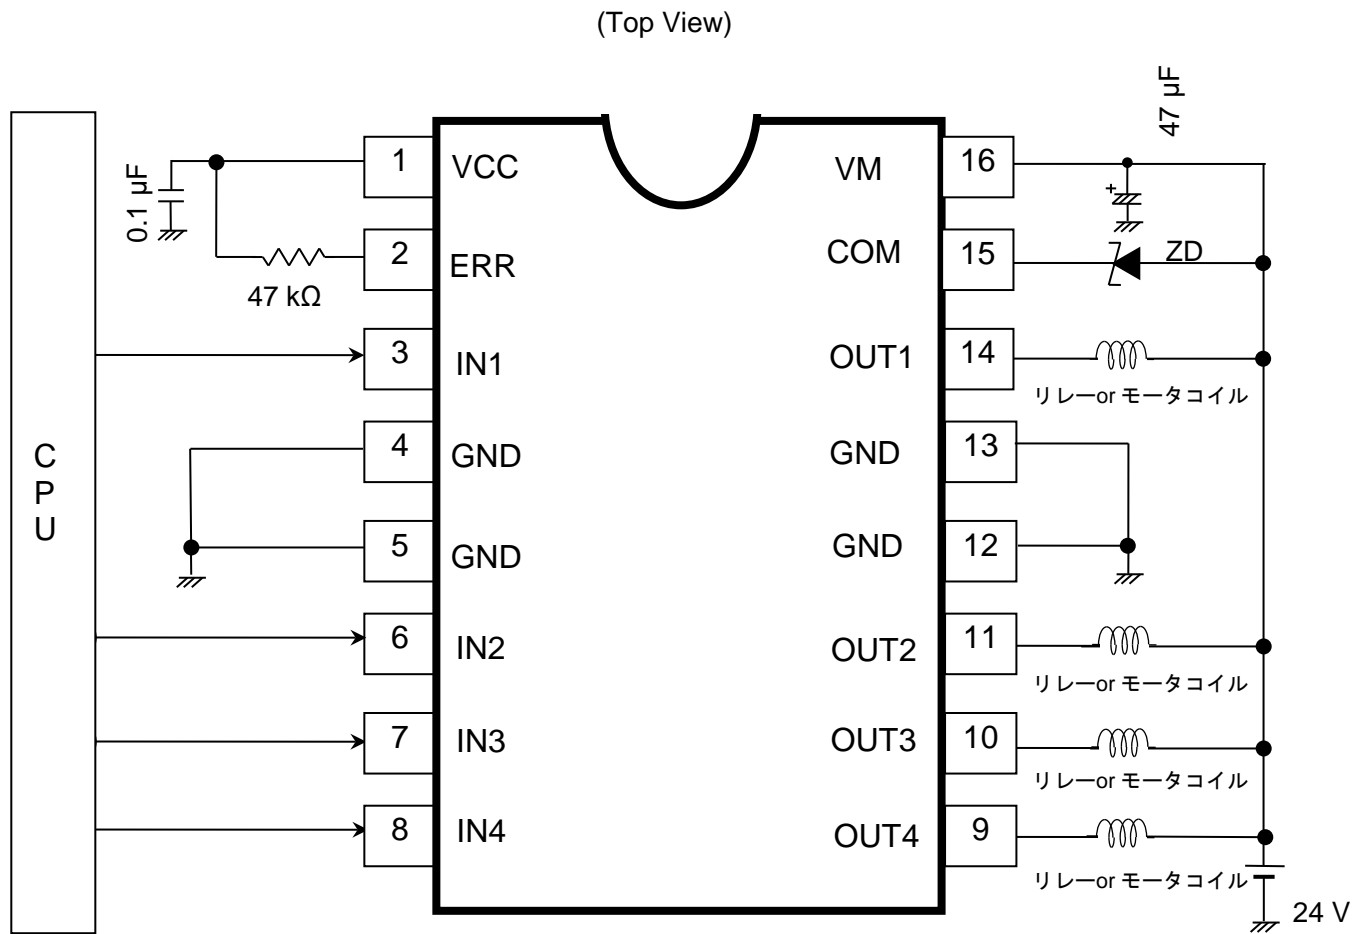 (Top View)
47 µF
0.1 µF
1 VCC
VM 16
2 ERR
COM 15
ZD
47 kΩ
3 IN1
OUT1 14
リレーor モータコイル
C
P
U
4 GND
GND 13
5 GND
GND 12
6 IN2
OUT2 11
リレーor モータコイル
7 IN3
OUT3 10
リレーor モータコイル
8 IN4
OUT4 9
リレーor モータコイル
24 V